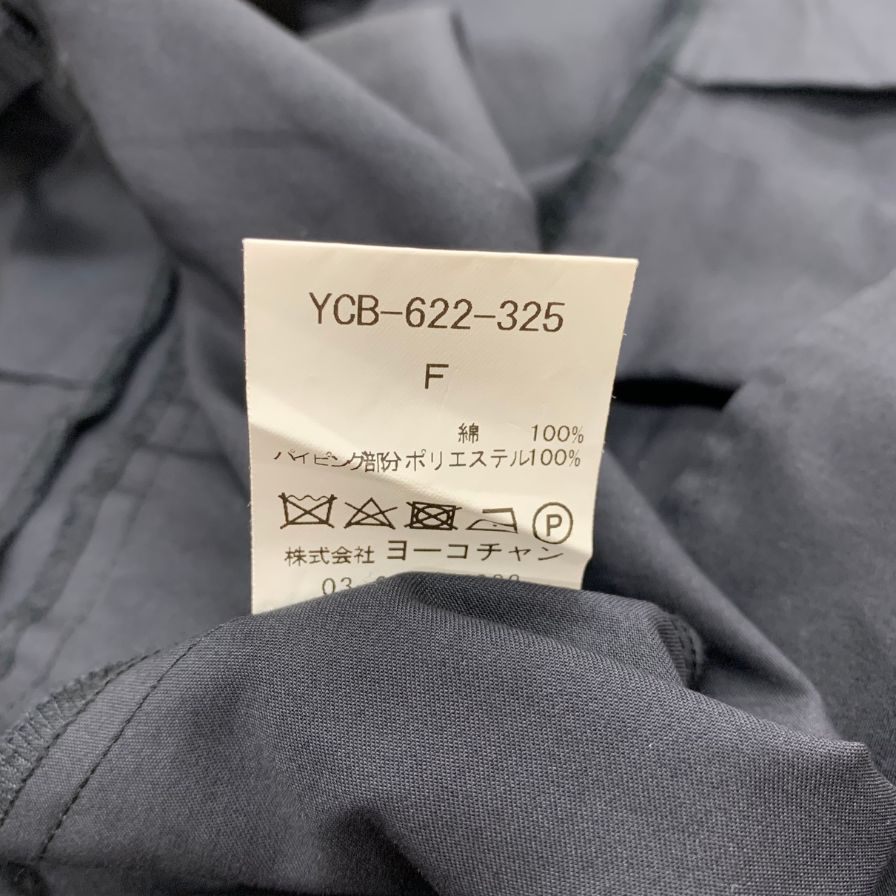 YCB-622-325
F
綿 100%
パイピング部分 ポリエステル100%
P
株式会社 ヨーコチャン
03